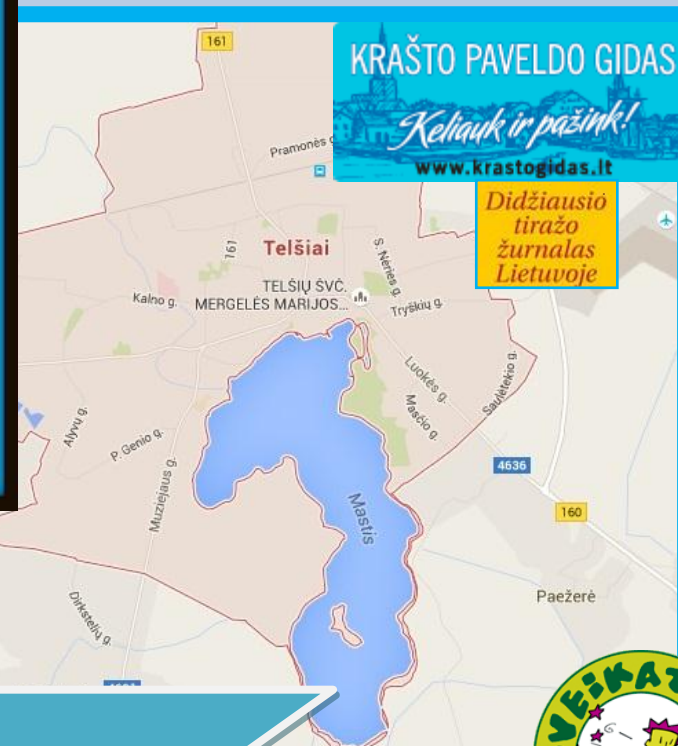 161
KRAŠTO PAVELDO GIDAS
Keliauk ir pažink!
www.krastogidas.lt
Pramonės
Didžiausio
tiražo
žurnalas
Lietuvoje
161
Telšiai
S. Nėries g.
TELŠIŲ ŠVČ.
MERGELĖS MARIJOS...
Kalno g.
Tryškių g.
Luokės g.
Saulėtekio g.
Masčio g.
Alyvų g.
P. Genio g.
Muziejaus g.
4636
Mastis
160
Paežerė
Dirkstelių g.